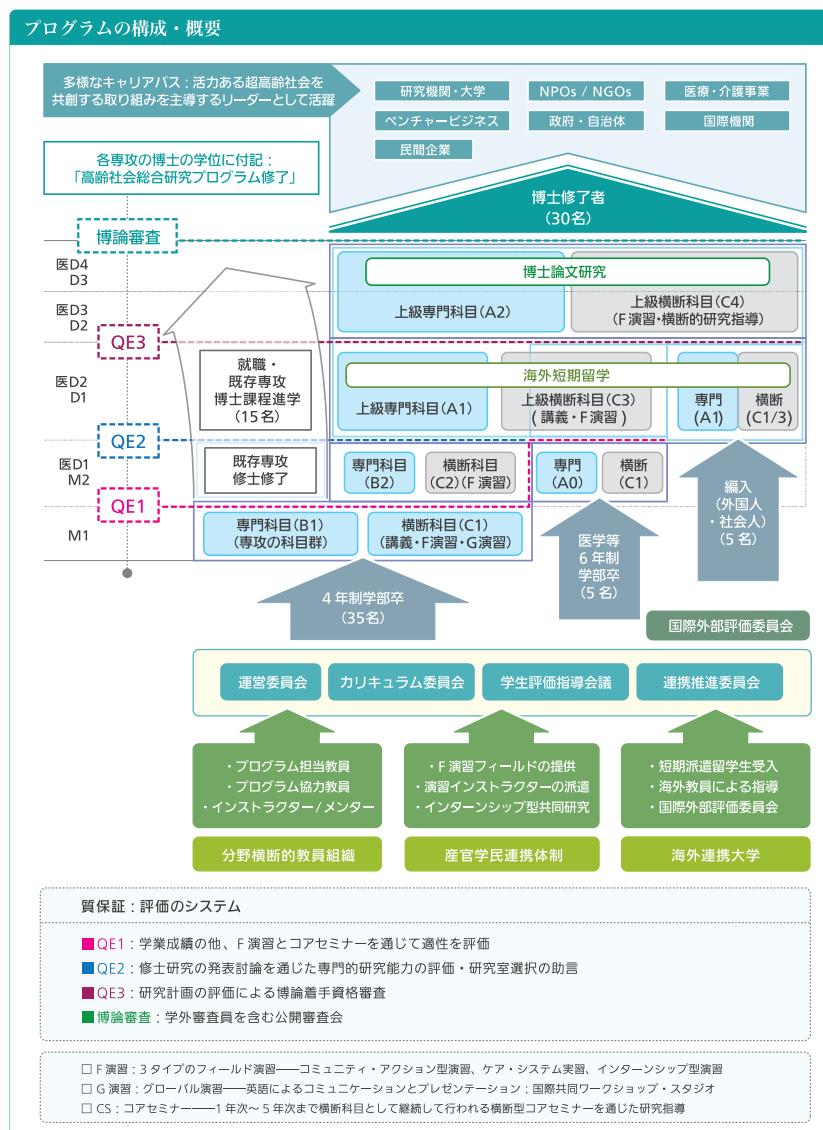 プログラムの構成・概要
多様なキャリアパス：活力ある超高齢社会を
共創する取り組みを主導するリーダーとして活躍
研究機関・大学
NPOs / NGOs
医療・介護事業
ベンチャービジネス
政府・自治体
国際機関
民間企業
各専攻の博士の学位に付記：
「高齢社会総合研究プログラム修了」
博士修了者
（30名）
博論審査
医D4
D3
博士論文研究
上級専門科目（A2）
上級横断科目（C4）
（F 演習・横断的研究指導）
医D3
D2
QE3
就職・
既存専攻
博士課程進学
（15名）
海外短期留学
上級専門科目（A1）
上級横断科目（C3）
( 講義・F演習 )
専門
（A1）
横断
（C1/3）
医D2
D1
QE2
既存専攻
修士修了
専門科目
（B2）
横断科目
（C2）（F 演習）
専門
（A0）
横断
（C1）
医D1
M2
QE1
編入
（外国人
・社会人）
（5 名）
M1
専門科目（B1）
（専攻の科目群）
横断科目（C1）
（講義・F演習・G演習）
医学等
6 年制
学部卒
（5名）
4 年制学部卒
（35名）
国際外部評価委員会
運営委員会
カリキュラム委員会
学生評価指導会議
連携推進委員会
・プログラム担当教員
・プログラム協力教員
・インストラクター / メンター
・F 演習フィールドの提供
・演習インストラクターの派遣
・インターンシップ型共同研究
・短期派遣留学生受入
・海外教員による指導
・国際外部評価委員会
分野横断的教員組織
産官学民連携体制
海外連携大学
質保証：評価のシステム
■QE1：学業成績の他、F 演習とコアセミナーを通じて適性を評価
■QE2：修士研究の発表討論を通じた専門的研究能力の評価・研究室選択の助言
■QE3：研究計画の評価による博論着手資格審査
■博論審査：学外審査員を含む公開審査会
□ F 演習：3 タイプのフィールド演習――コミュニティ・アクション型演習、ケア・システム実習、インターンシップ型演習
□ G 演習：グローバル演習――英語によるコミュニケーションとプレゼンテーション；国際共同ワークショップ・スタジオ
□ CS：コアセミナー――1 年次～ 5 年次まで横断科目として継続して行われる横断型コアセミナーを通じた研究指導